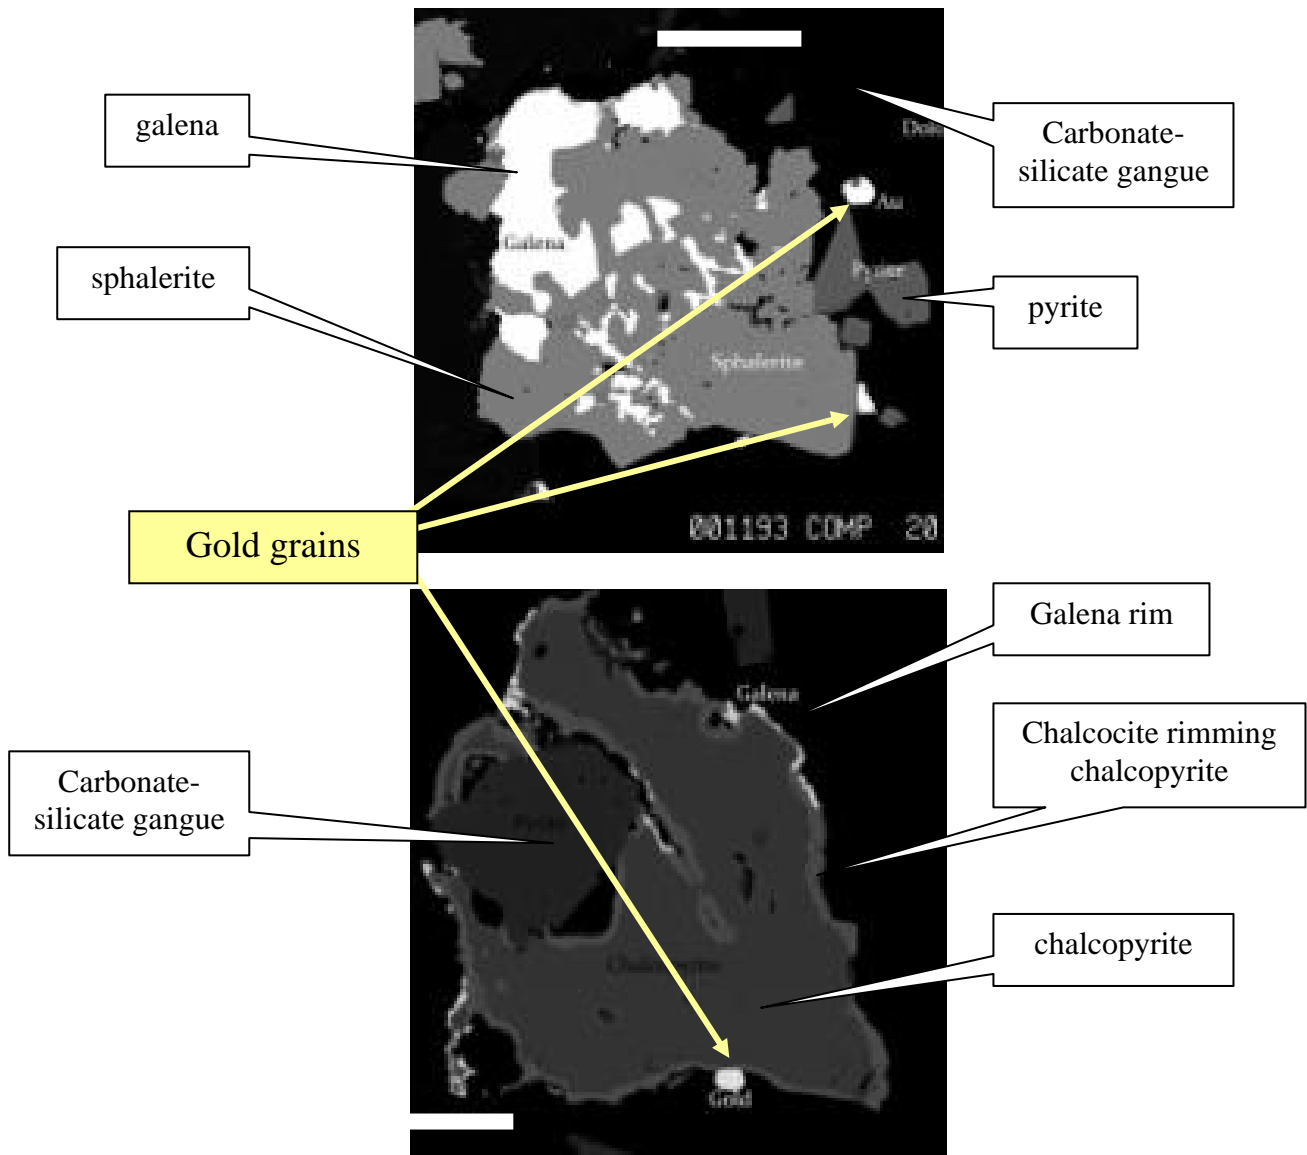 galena
Carbonate-
silicate gangue
Au
Galena
sphalerite
pyrite
Sphalerite
Gold grains
001193 COMP 20
Galena rim
Galena
Chalcocite rimming
chalcopyrite
Carbonate-
silicate gangue
chalcopyrite
Gold